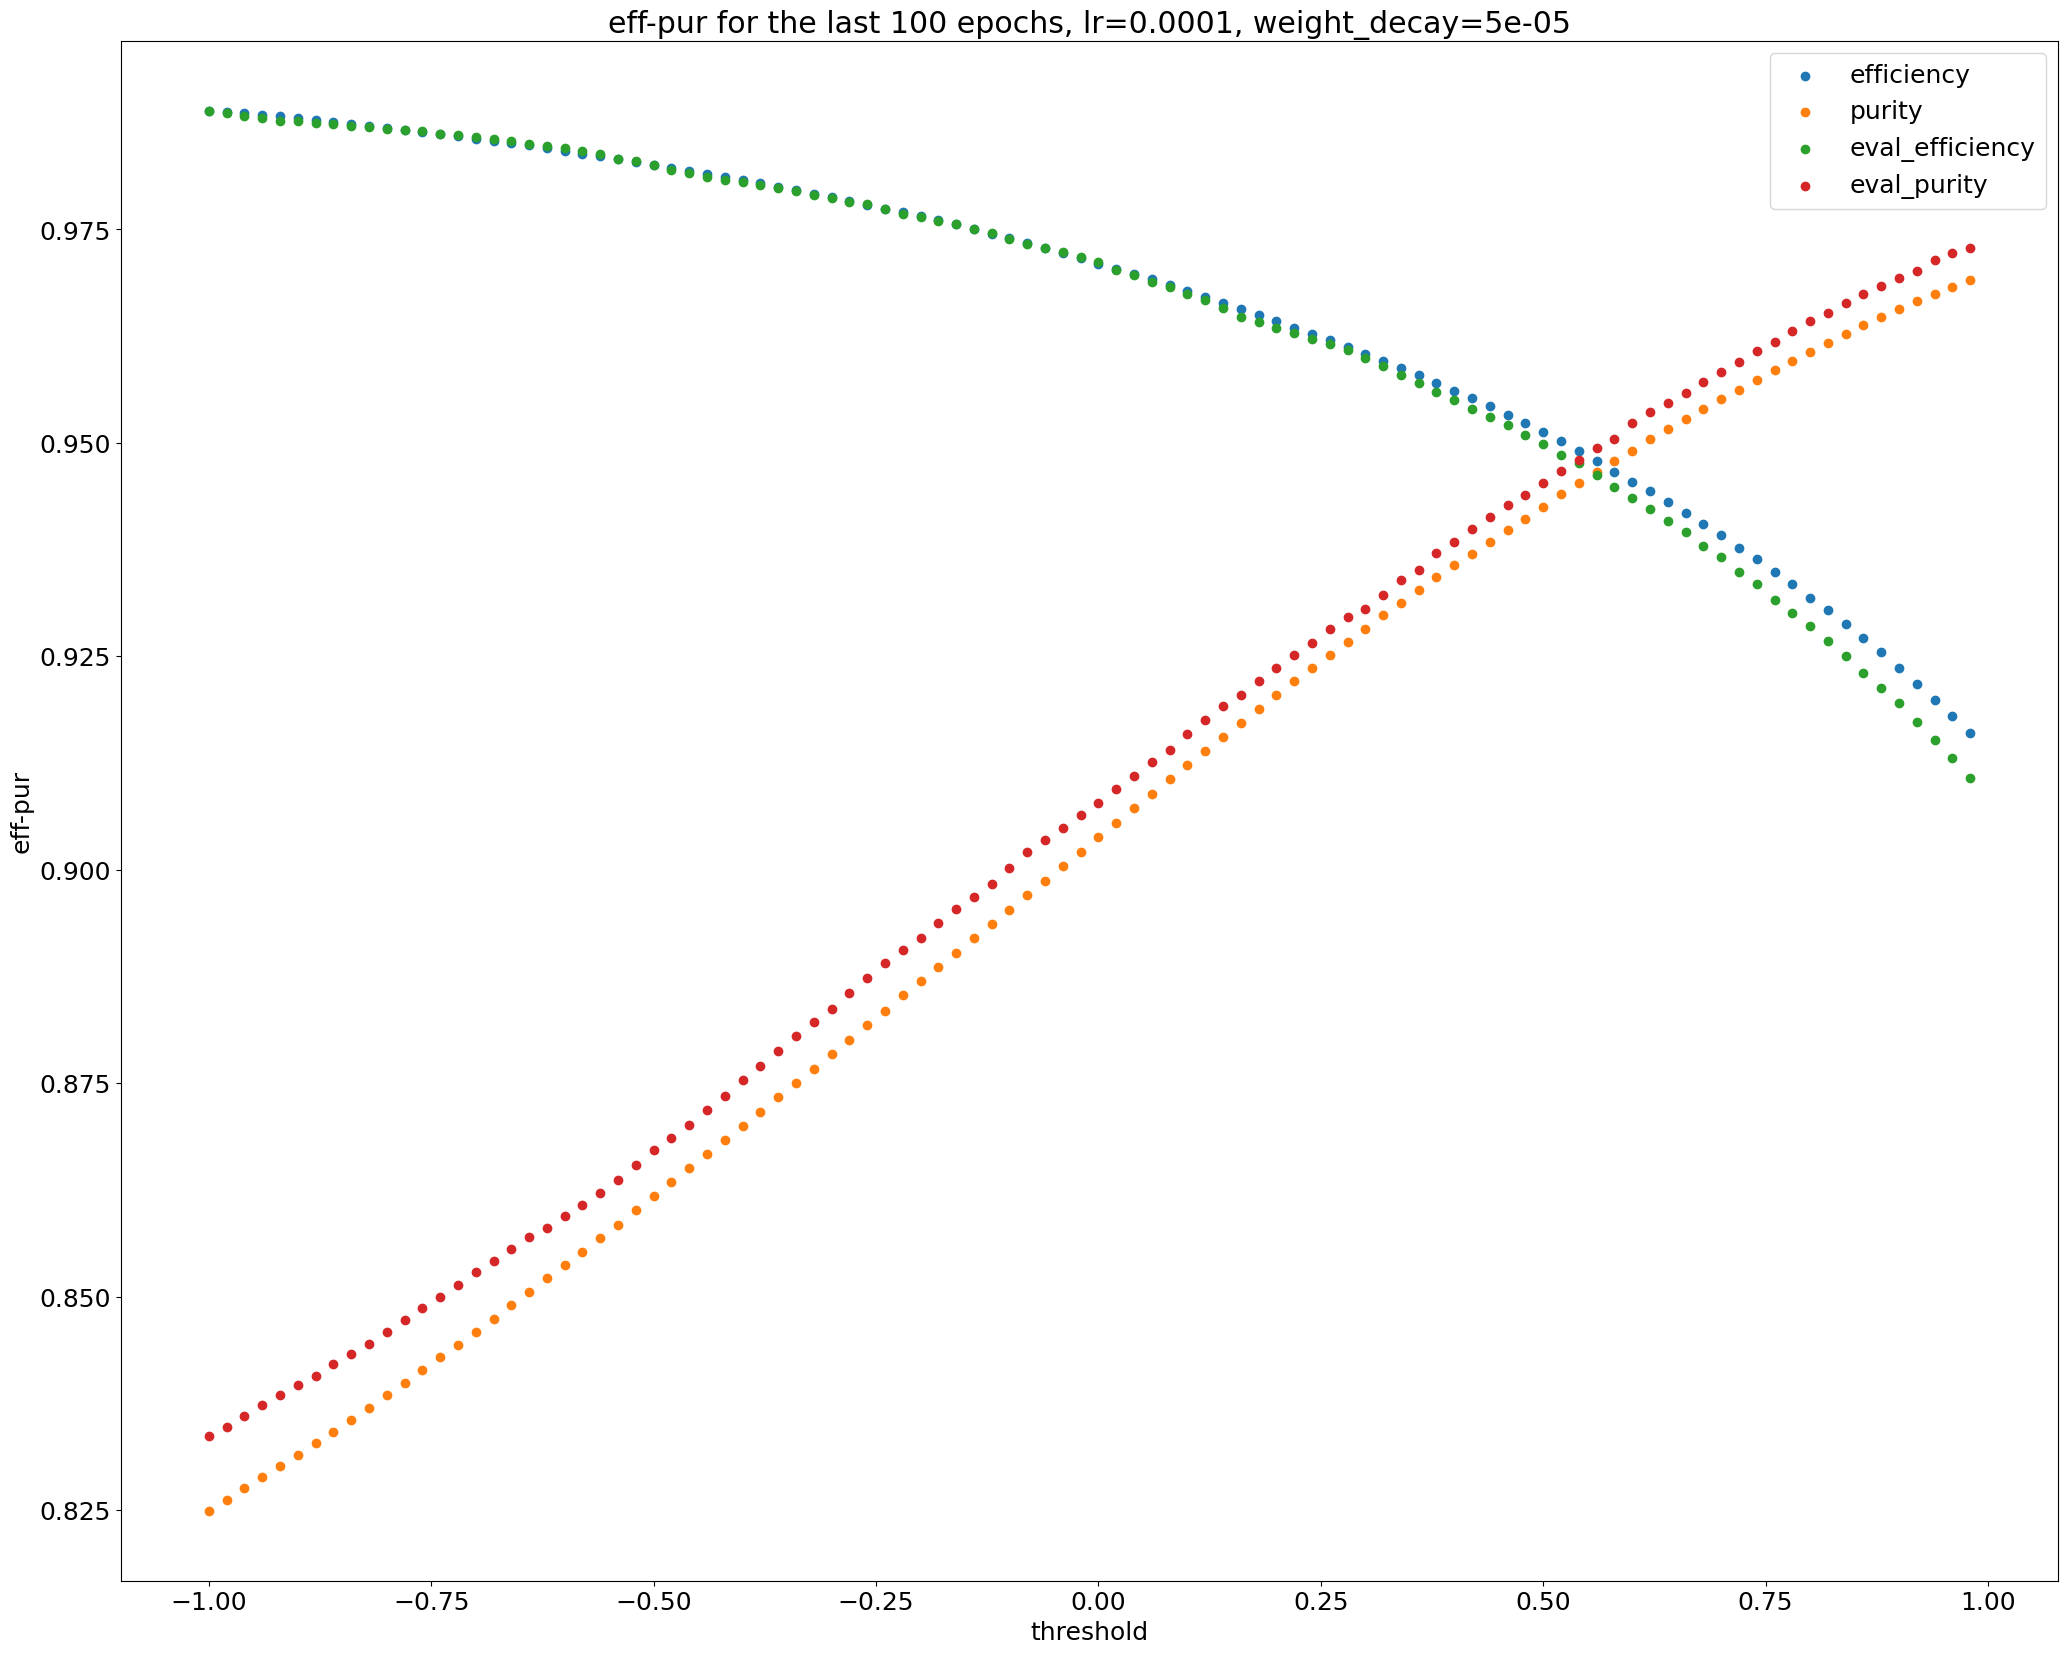 eff-pur for the last 100 epochs, lr=0.0001, weight_decay=5e-05
efficiency
purity
eval_efficiency
eval_purity
0.975
0.950
0.925
0.900
0.875
0.850
0.825
eff-pur
−1.00 −0.75 −0.50 −0.25 0.00 0.25 0.50 0.75 1.00
threshold